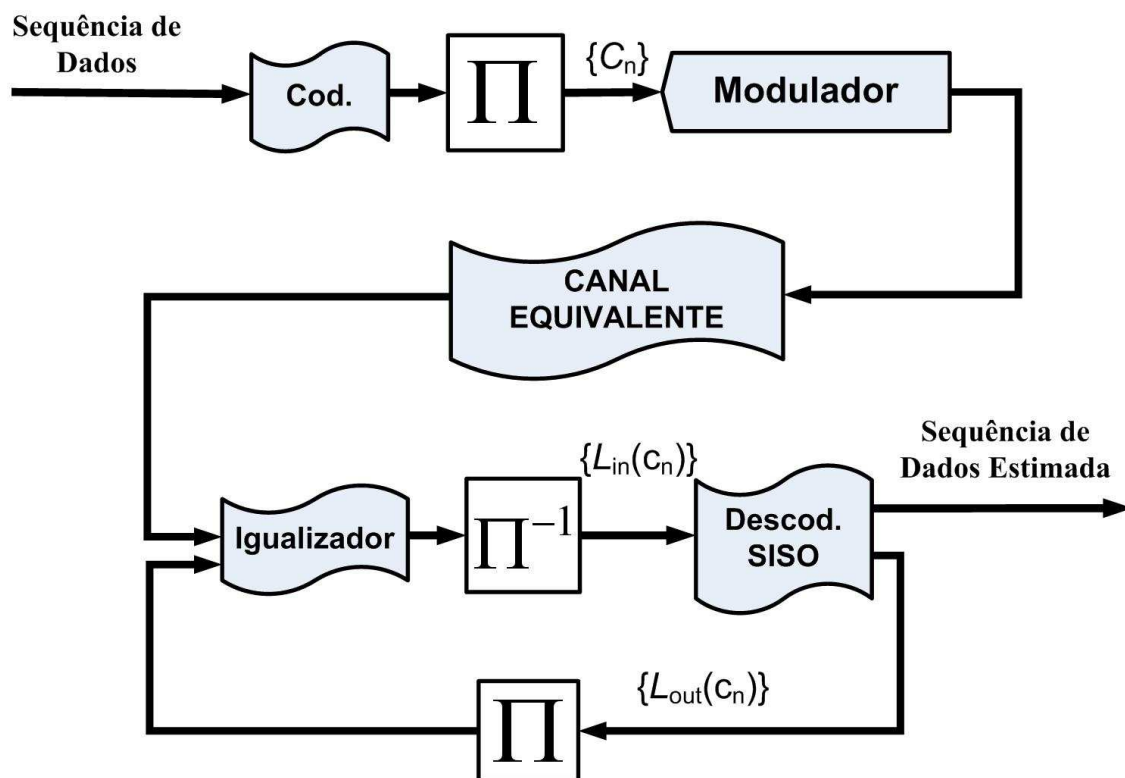 Sequência de
Dados
Cod.
∏
{Cₙ}
Modulador
CANAL
EQUIVALENTE
Igualizador
∏⁻¹
{Lᵢₙ(cₙ)}
Descod.
SISO
Sequência de
Dados Estimada
∏
{Lₒᵤₜ(cₙ)}